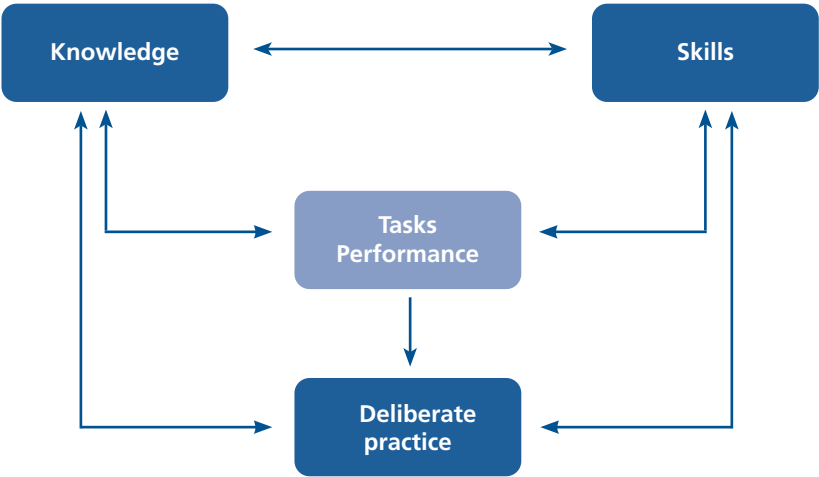 Knowledge
Skills
Tasks
Performance
Deliberate
practice